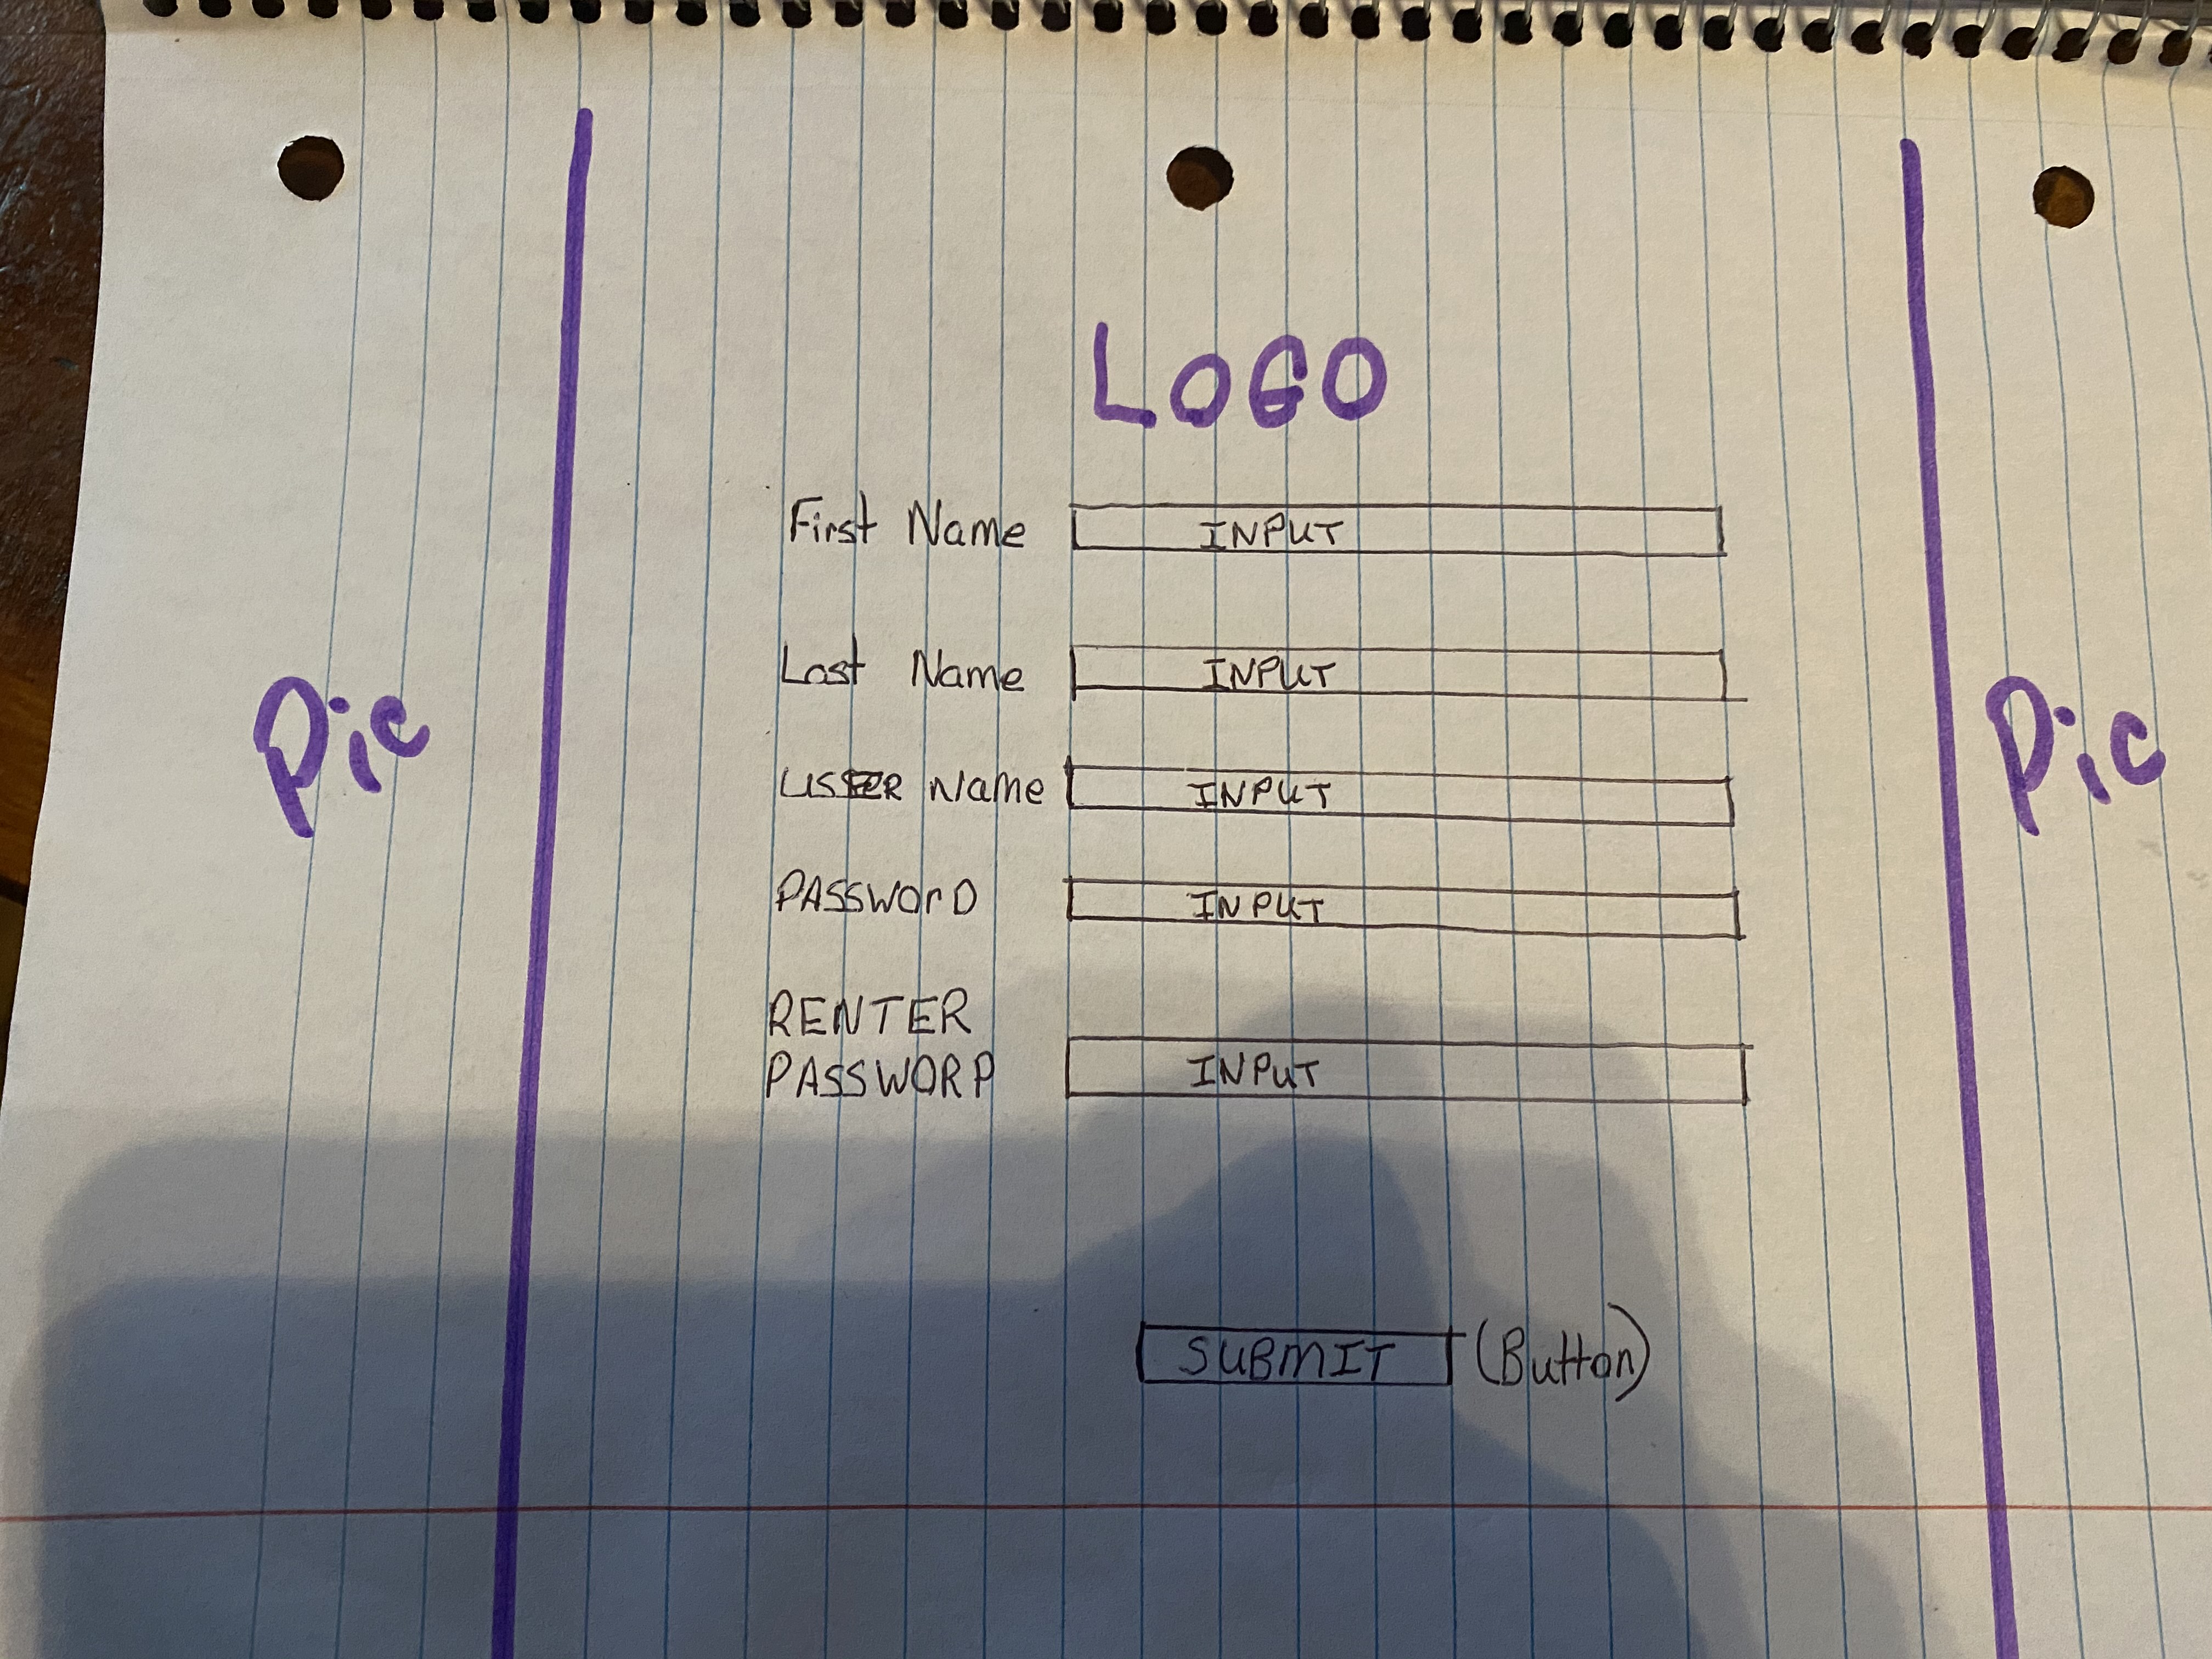 LOGO
Pic
First Name INPUT
Last Name INPUT
USER Name INPUT
PASSWOrD INPUT
RENTER
PASSWORD INPUT
SUBMIT (Button)
Pic